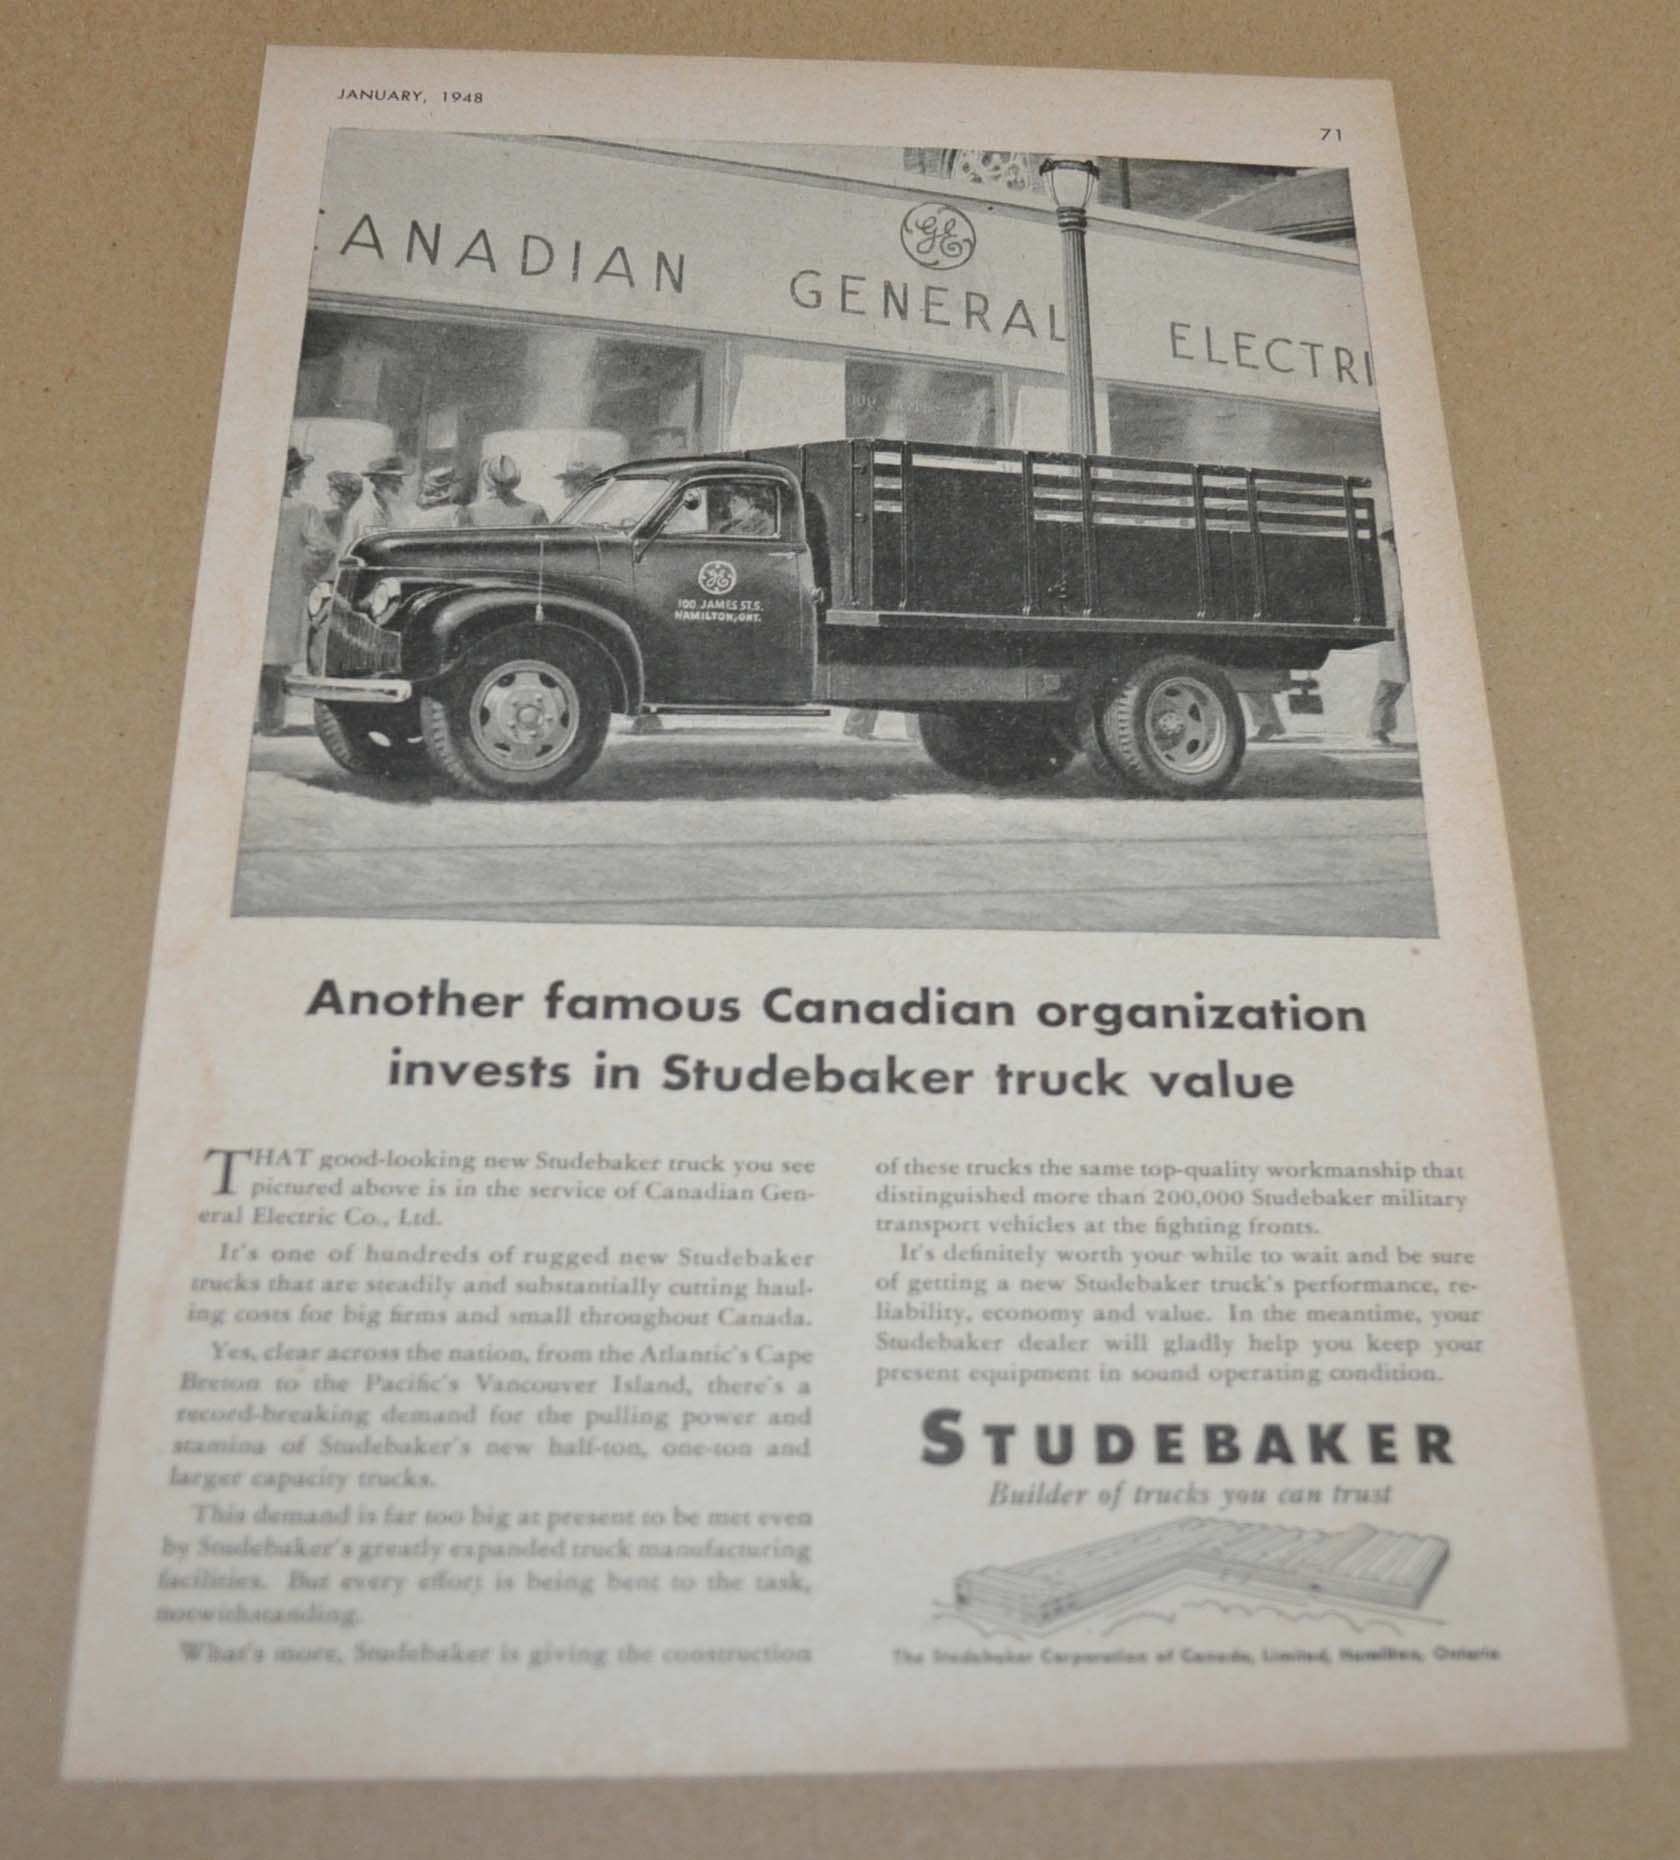 JANUARY, 1948
71
CANADIAN GENERAL ELECTRI
GE
GE
100 JAMES ST. S.
HAMILTON, ONT.
Another famous Canadian organization
invests in Studebaker truck value
THAT good-looking new Studebaker truck you see
pictured above is in the service of Canadian Gen-
eral Electric Co., Ltd.
It's one of hundreds of rugged new Studebaker
trucks that are steadily and substantially cutting haul-
ing costs for big firms and small throughout Canada.
Yes, clear across the nation, from the Atlantic's Cape
Breton to the Pacific's Vancouver Island, there's a
record-breaking demand for the pulling power and
stamina of Studebaker's new half-ton, one-ton and
larger capacity trucks.
This demand is far too big at present to be met even
by Studebaker's greatly expanded truck manufacturing
facilities. But every effort is being bent to the task,
notwithstanding.
What's more, Studebaker is giving the construction
of these trucks the same top-quality workmanship that
distinguished more than 200,000 Studebaker military
transport vehicles at the fighting fronts.
It's definitely worth your while to wait and be sure
of getting a new Studebaker truck's performance, re-
liability, economy and value. In the meantime, your
Studebaker dealer will gladly help you keep your
present equipment in sound operating condition.
STUDEBAKER
Builder of trucks you can trust
The Studebaker Corporation of Canada, Limited, Hamilton, Ontario